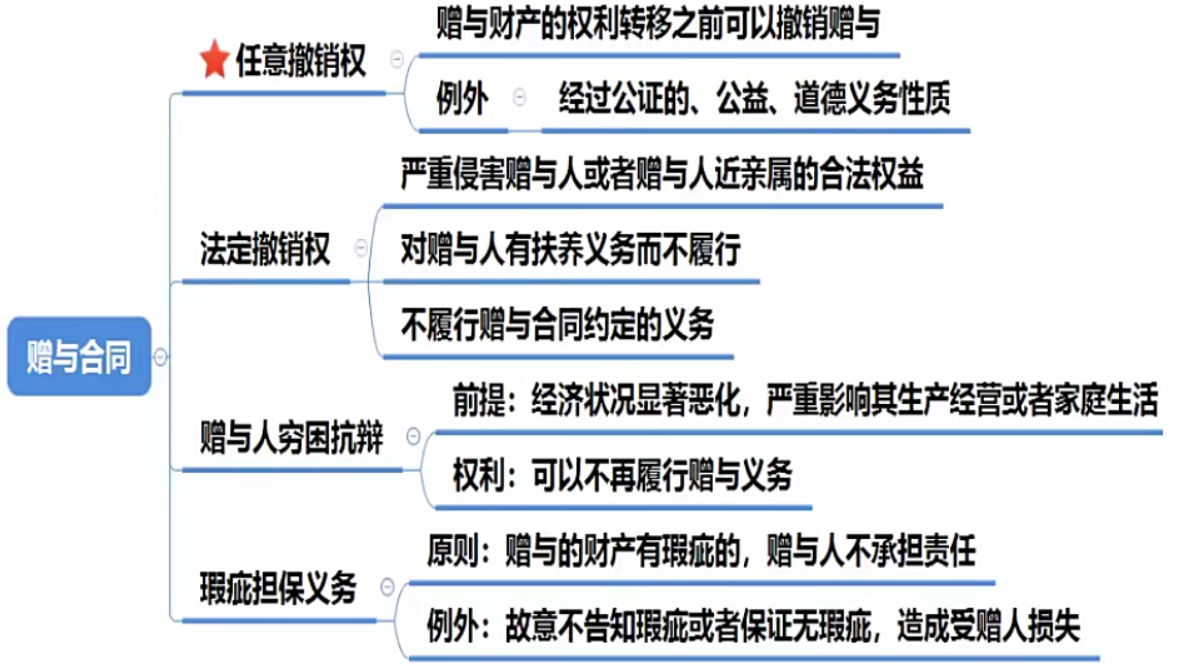 赠与合同
任意撤销权
赠与财产的权利转移之前可以撤销赠与
例外
经过公证的、公益、道德义务性质
法定撤销权
严重侵害赠与人或者赠与人近亲属的合法权益
对赠与人有扶养义务而不履行
不履行赠与合同约定的义务
赠与人穷困抗辩
前提：经济状况显著恶化，严重影响其生产经营或者家庭生活
权利：可以不再履行赠与义务
瑕疵担保义务
原则：赠与的财产有瑕疵的，赠与人不承担责任
例外：故意不告知瑕疵或者保证无瑕疵，造成受赠人损失